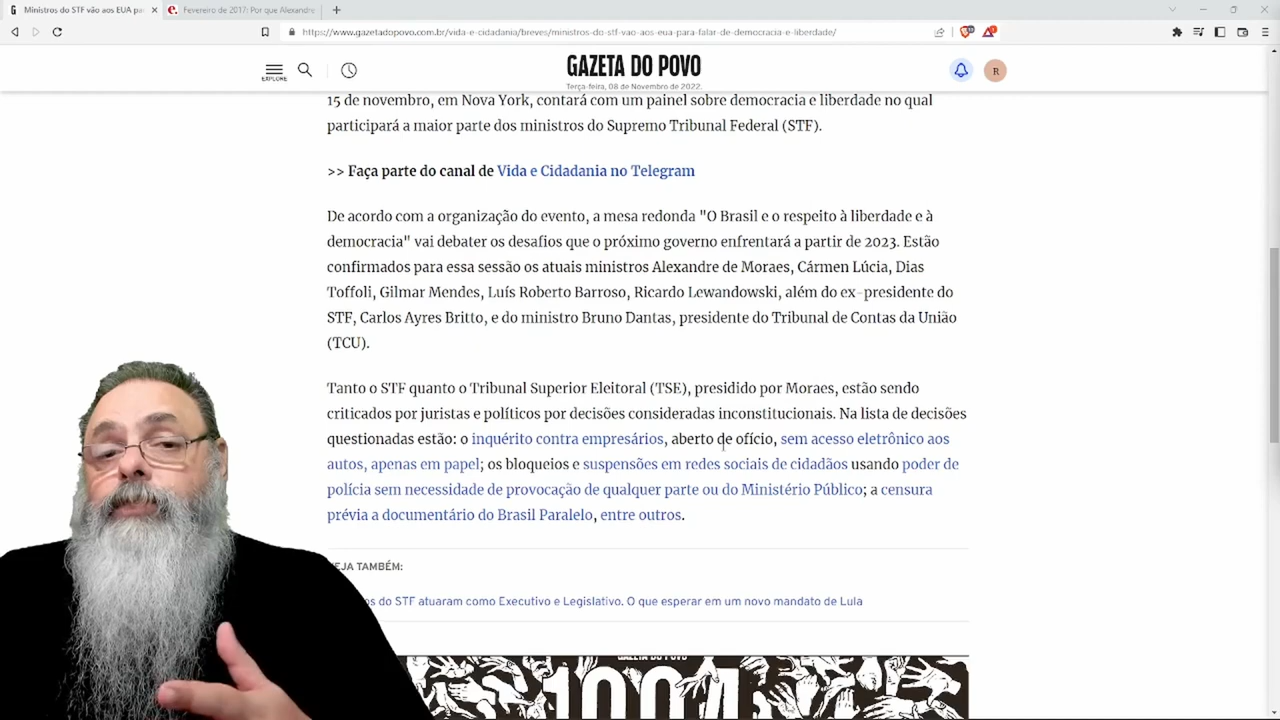 Ministros do STF vão aos EUA pa
Fevereiro de 2017: Por que Alexandre
https://www.gazetadopovo.com.br/vida-e-cidadania/breves/ministros-do-stf-vao-aos-eua-para-falar-de-democracia-e-liberdade/
EXPLORE
GAZETA DO POVO
R
Terça-feira, 08 de Novembro de 2022.
15 de novembro, em Nova York, contará com um painel sobre democracia e liberdade no qual
participará a maior parte dos ministros do Supremo Tribunal Federal (STF).
>> Faça parte do canal de Vida e Cidadania no Telegram
De acordo com a organização do evento, a mesa redonda "O Brasil e o respeito à liberdade e à
democracia" vai debater os desafios que o próximo governo enfrentará a partir de 2023. Estão
confirmados para essa sessão os atuais ministros Alexandre de Moraes, Cármen Lúcia, Dias
Toffoli, Gilmar Mendes, Luís Roberto Barroso, Ricardo Lewandowski, além do ex-presidente do
STF, Carlos Ayres Britto, e do ministro Bruno Dantas, presidente do Tribunal de Contas da União
(TCU).
Tanto o STF quanto o Tribunal Superior Eleitoral (TSE), presidido por Moraes, estão sendo
criticados por juristas e políticos por decisões consideradas inconstitucionais. Na lista de decisões
questionadas estão: o inquérito contra empresários, aberto de ofício, sem acesso eletrônico aos
autos, apenas em papel; os bloqueios e suspensões em redes sociais de cidadãos usando poder de
polícia sem necessidade de provocação de qualquer parte ou do Ministério Público; a censura
prévia a documentário do Brasil Paralelo, entre outros.
EJA TAMBÉM:
os do STF atuaram como Executivo e Legislativo. O que esperar em um novo mandato de Lula
GAZETA DO POVO
1984